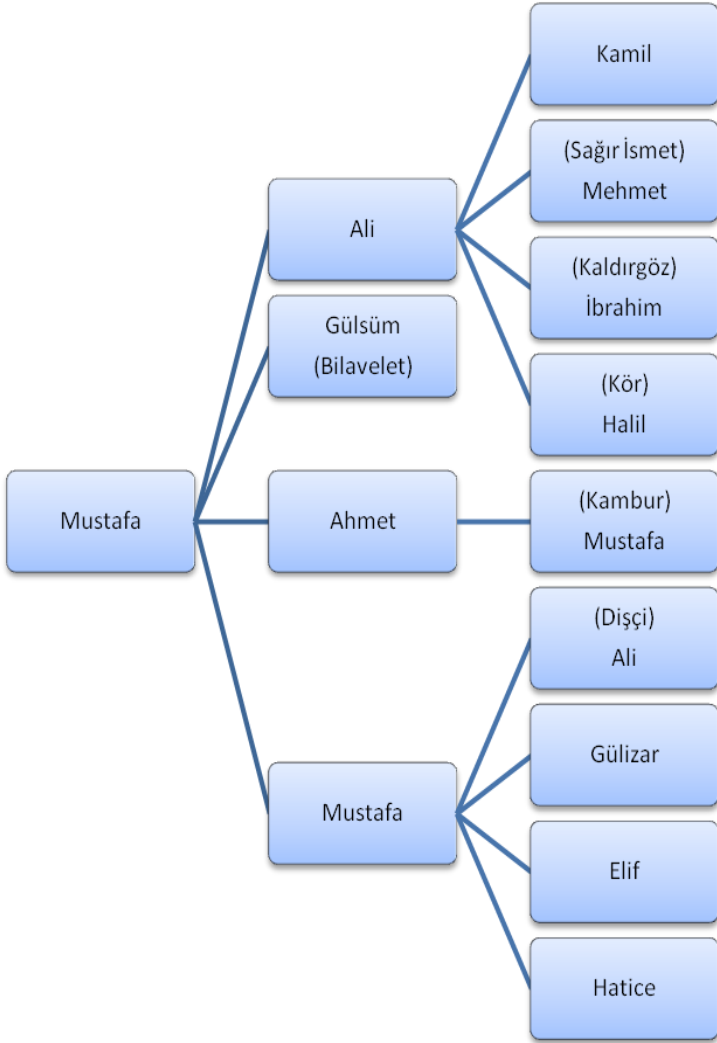 Kamil
(Sağır İsmet)
Mehmet
Ali
(Kaldırgöz)
İbrahim
Gülsüm
(Bilavelet)
(Kör)
Halil
Mustafa
Ahmet
(Kambur)
Mustafa
(Dişçi)
Ali
Gülizar
Mustafa
Elif
Hatice